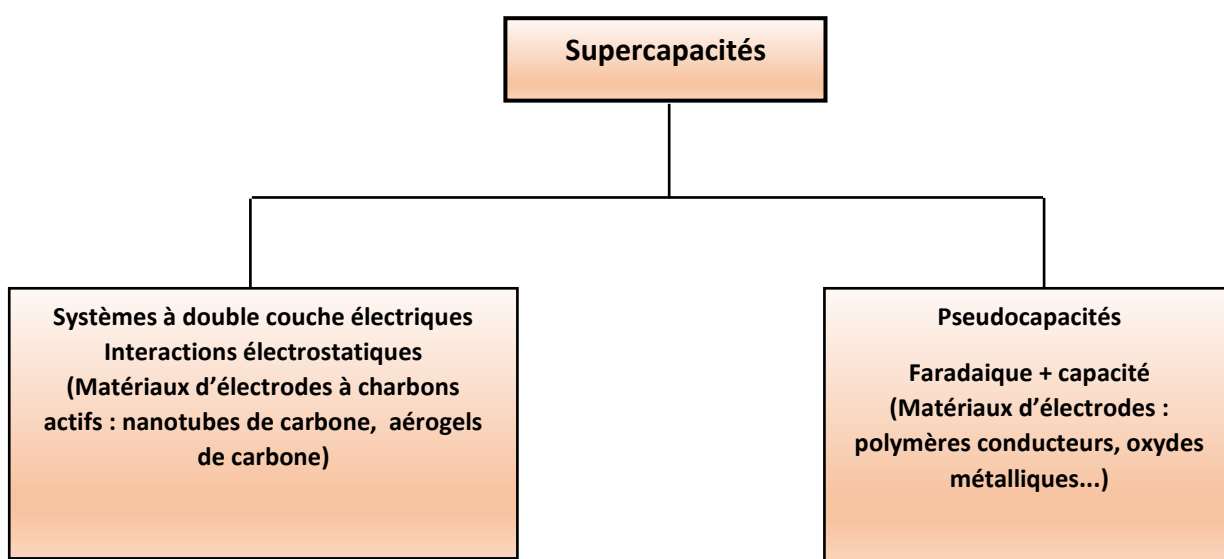 Supercapacités
Systèmes à double couche électriques
Interactions électrostatiques
(Matériaux d’électrodes à charbons
actifs : nanotubes de carbone, aérogels
de carbone)
Pseudocapacités
Faradaique + capacité
(Matériaux d’électrodes :
polymères conducteurs, oxydes
métalliques...)